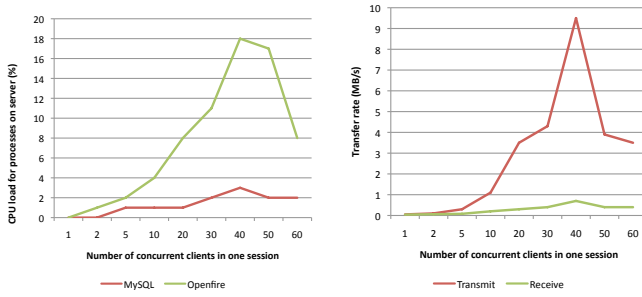 CPU load for processes on server (%)
20
18
16
14
12
10
8
6
4
2
0
1 2 5 10 20 30 40 50 60
Number of concurrent clients in one session
MySQL Openfire
Transfer rate (MB/s)
10
9
8
7
6
5
4
3
2
1
0
1 2 5 10 20 30 40 50 60
Number of concurrent clients in one session
Transmit Receive